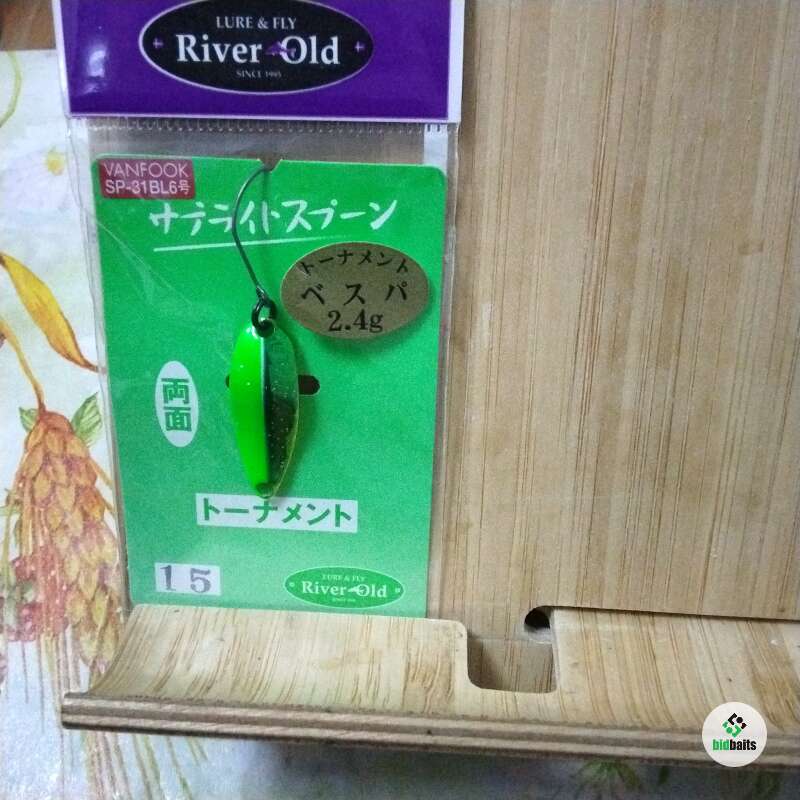 LURE & FLY
River Old
SINCE 1995
VANFOOK
SP-31BL6号
サテライトスプーン
トーナメント
ベスパ
2.4g
両面
トーナメント
15
LURE & FLY
River Old
bidbaits